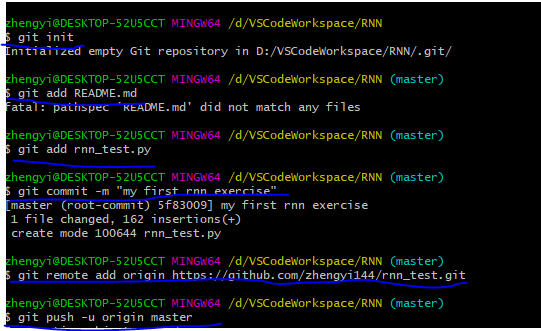 zhengyi@DESKTOP-52U5CCT MINGW64 /d/VSCodeWorkspace/RNN
$ git init
Initialized empty Git repository in D:/VSCodeWorkspace/RNN/.git/
zhengyi@DESKTOP-52U5CCT MINGW64 /d/VSCodeWorkspace/RNN (master)
$ git add README.md
fatal: pathspec 'README.md' did not match any files
zhengyi@DESKTOP-52U5CCT MINGW64 /d/VSCodeWorkspace/RNN (master)
$ git add rnn_test.py
zhengyi@DESKTOP-52U5CCT MINGW64 /d/VSCodeWorkspace/RNN (master)
$ git commit -m "my first rnn exercise"
[master (root-commit) 5f83009] my first rnn exercise
1 file changed, 162 insertions(+)
create mode 100644 rnn_test.py
zhengyi@DESKTOP-52U5CCT MINGW64 /d/VSCodeWorkspace/RNN (master)
$ git remote add origin https://github.com/zhengyi144/rnn_test.git
zhengyi@DESKTOP-52U5CCT MINGW64 /d/VSCodeWorkspace/RNN (master)
$ git push -u origin master